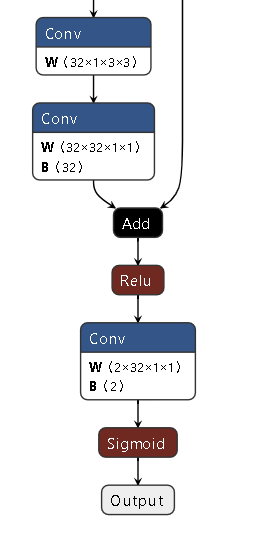 Conv
W ⟨32×1×3×3⟩
Conv
W ⟨32×32×1×1⟩
B ⟨32⟩
Add
Relu
Conv
W ⟨2×32×1×1⟩
B ⟨2⟩
Sigmoid
Output